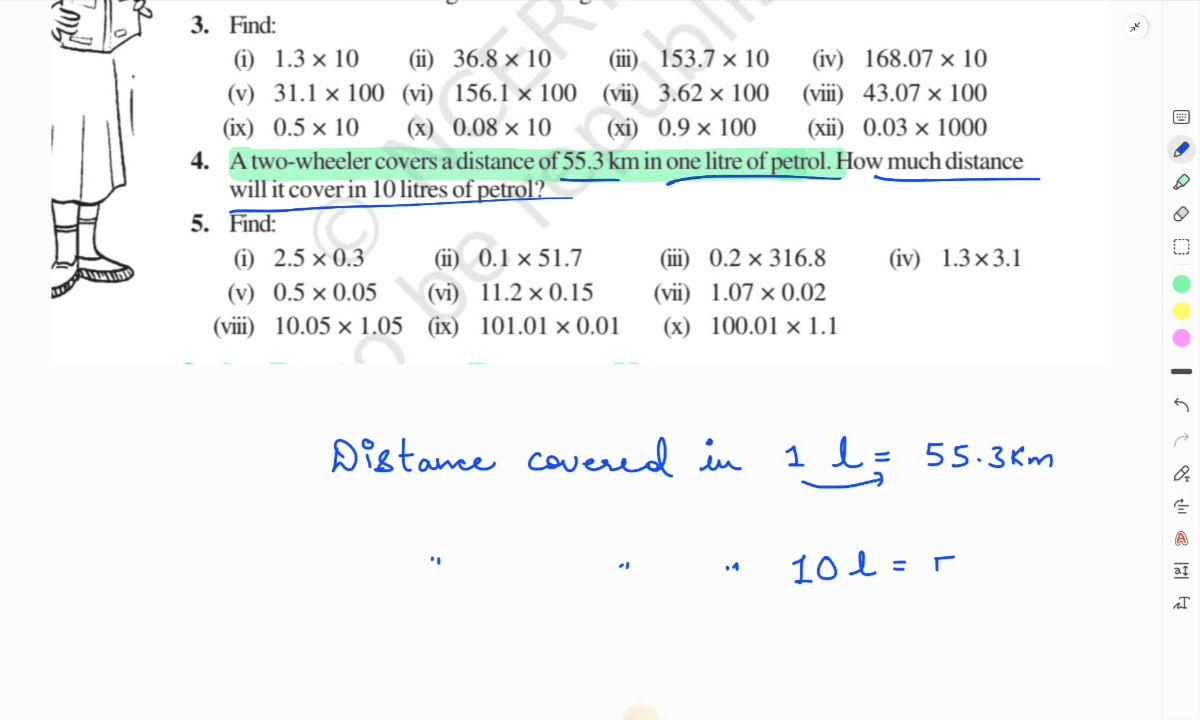 3. Find:
(i) 1.3 × 10 (ii) 36.8 × 10 (iii) 153.7 × 10 (iv) 168.07 × 10
(v) 31.1 × 100 (vi) 156.1 × 100 (vii) 3.62 × 100 (viii) 43.07 × 100
(ix) 0.5 × 10 (x) 0.08 × 10 (xi) 0.9 × 100 (xii) 0.03 × 1000
4. A two-wheeler covers a distance of 55.3 km in one litre of petrol. How much distance
will it cover in 10 litres of petrol?
5. Find:
(i) 2.5 × 0.3 (ii) 0.1 × 51.7 (iii) 0.2 × 316.8 (iv) 1.3 × 3.1
(v) 0.5 × 0.05 (vi) 11.2 × 0.15 (vii) 1.07 × 0.02
(viii) 10.05 × 1.05 (ix) 101.01 × 0.01 (x) 100.01 × 1.1
© NCER
be republi
Distance covered in 1 l = 55.3 Km
" " " 10 l =